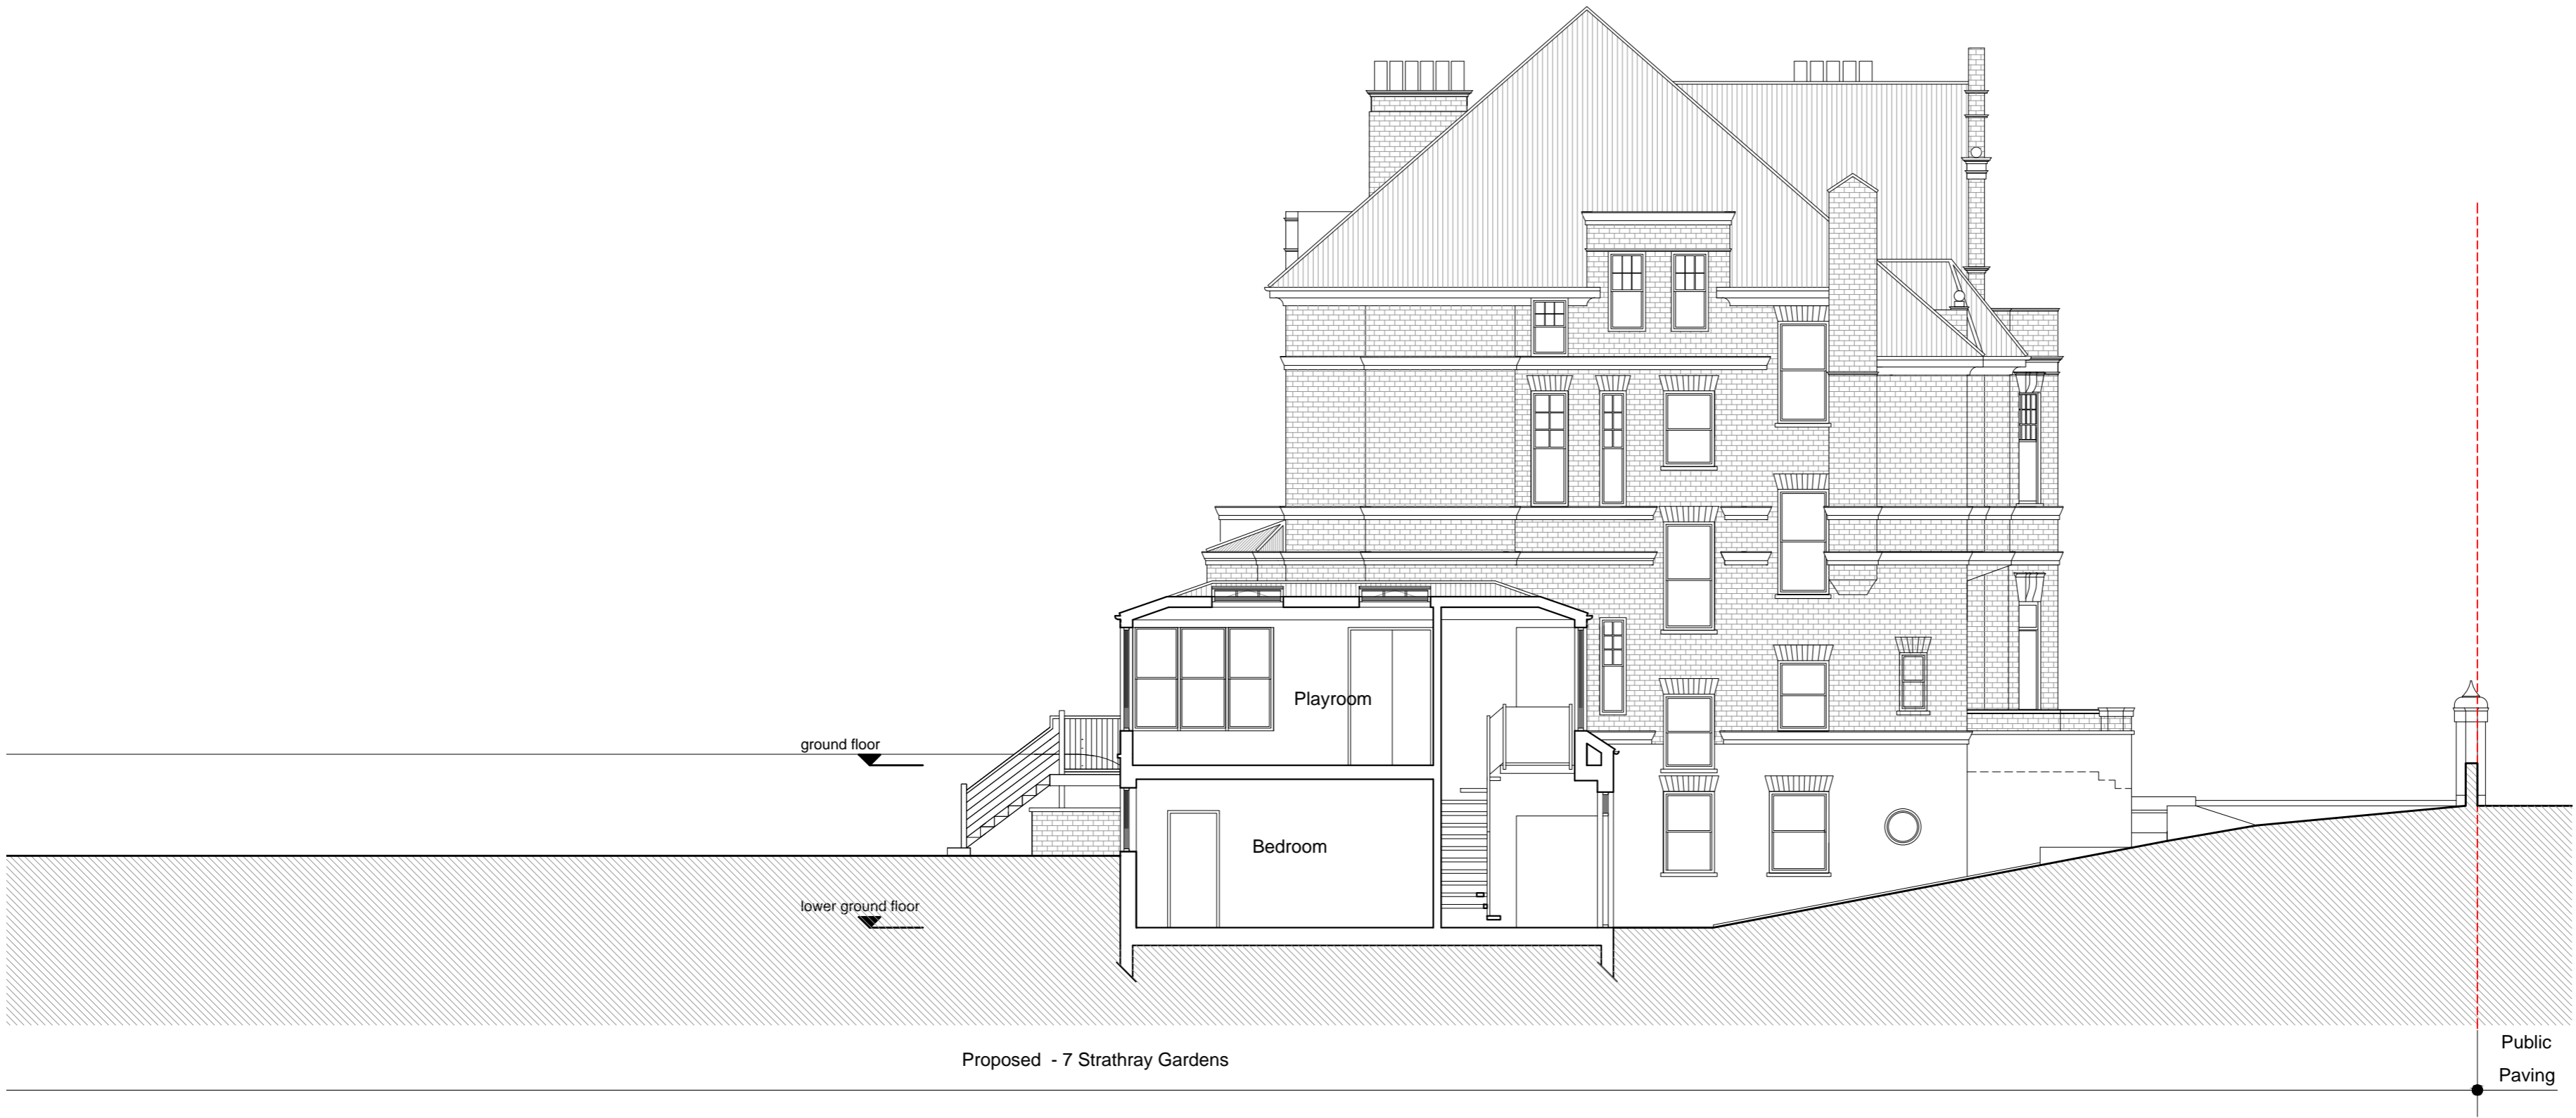 Playroom
ground floor
Bedroom
lower ground floor
Proposed - 7 Strathray Gardens
Public
Paving